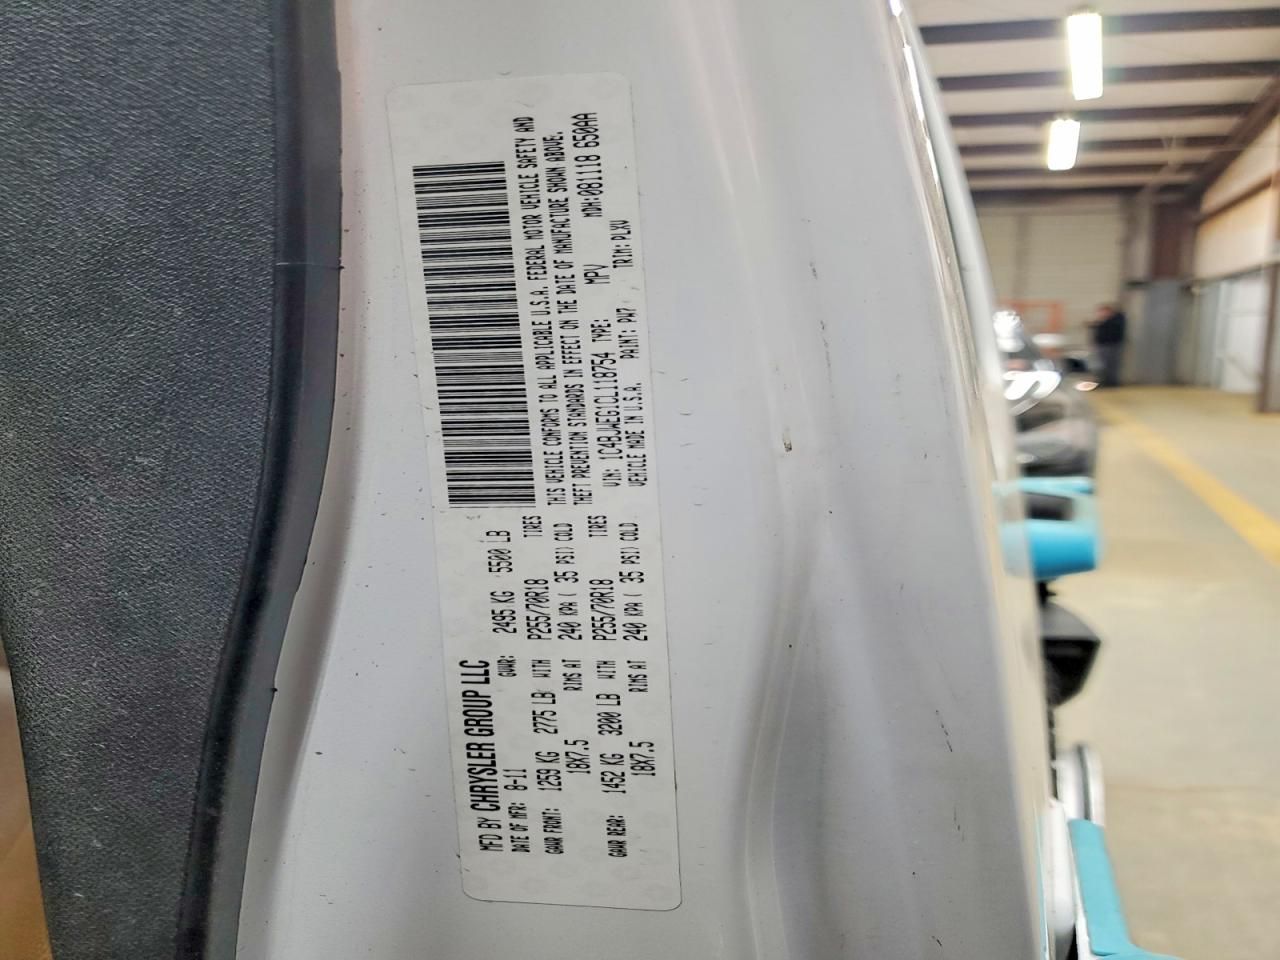 MFD BY CHRYSLER GROUP LLC
DATE OF MFR: 8-11 GVWR: 2495 KG 5500 LB
GAWR FRONT: 1259 KG 2775 LB WITH P255/70R18 TIRES
18X7.5 RIMS AT 240 KPA ( 35 PSI) COLD
GAWR REAR: 1452 KG 3200 LB WITH P255/70R18 TIRES
18X7.5 RIMS AT 240 KPA ( 35 PSI) COLD
THIS VEHICLE CONFORMS TO ALL APPLICABLE U.S.A. FEDERAL MOTOR VEHICLE SAFETY AND
THEFT PREVENTION STANDARDS IN EFFECT ON THE DATE OF MANUFACTURE SHOWN ABOVE.
VIN: 1C4BJWEG1CL118754 TYPE: MPV MDH:081118 650AA
VEHICLE MADE IN U.S.A. PAINT: PW7 TRIM: PLXV